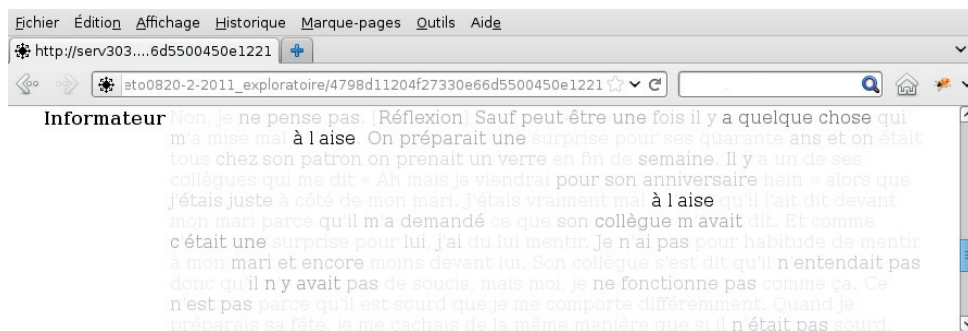 Fichier Édition Affichage Historique Marque-pages Outils Aide
http://serv303....6d5500450e1221
eto0820-2-2011_exploratoire/4798d11204f27330e66d5500450e1221
Informateur Non, je ne pense pas. [Réflexion] Sauf peut être une fois il y a quelque chose qui
m'a mise mal à l aise. On préparait une surprise pour ses quarante ans et on était
tous chez son patron on prenait un verre en fin de semaine. Il y a un de ses
collègues qui me dit « Ah mais je viendrai pour son anniversaire hein » alors que
j'étais juste à côté de mon mari. J'étais vraiment mal à l aise qu'il l'ait dit devant
mon mari parce qu'il m'a demandé ce que son collègue m'avait dit. Et comme
c était une surprise pour lui, j'ai du lui mentir. Je n'ai pas pour habitude de mentir
à mon mari et encore moins devant lui. Son collègue s'est dit qu'il n'entendait pas
donc qu'il n'y avait pas de soucis, mais moi, je ne fonctionne pas comme ça. Ce
n'est pas parce qu'il est sourd que je me comporte différemment. Quand je
préparais sa fête, je me cachais de la même manière que si il n'était pas sourd.